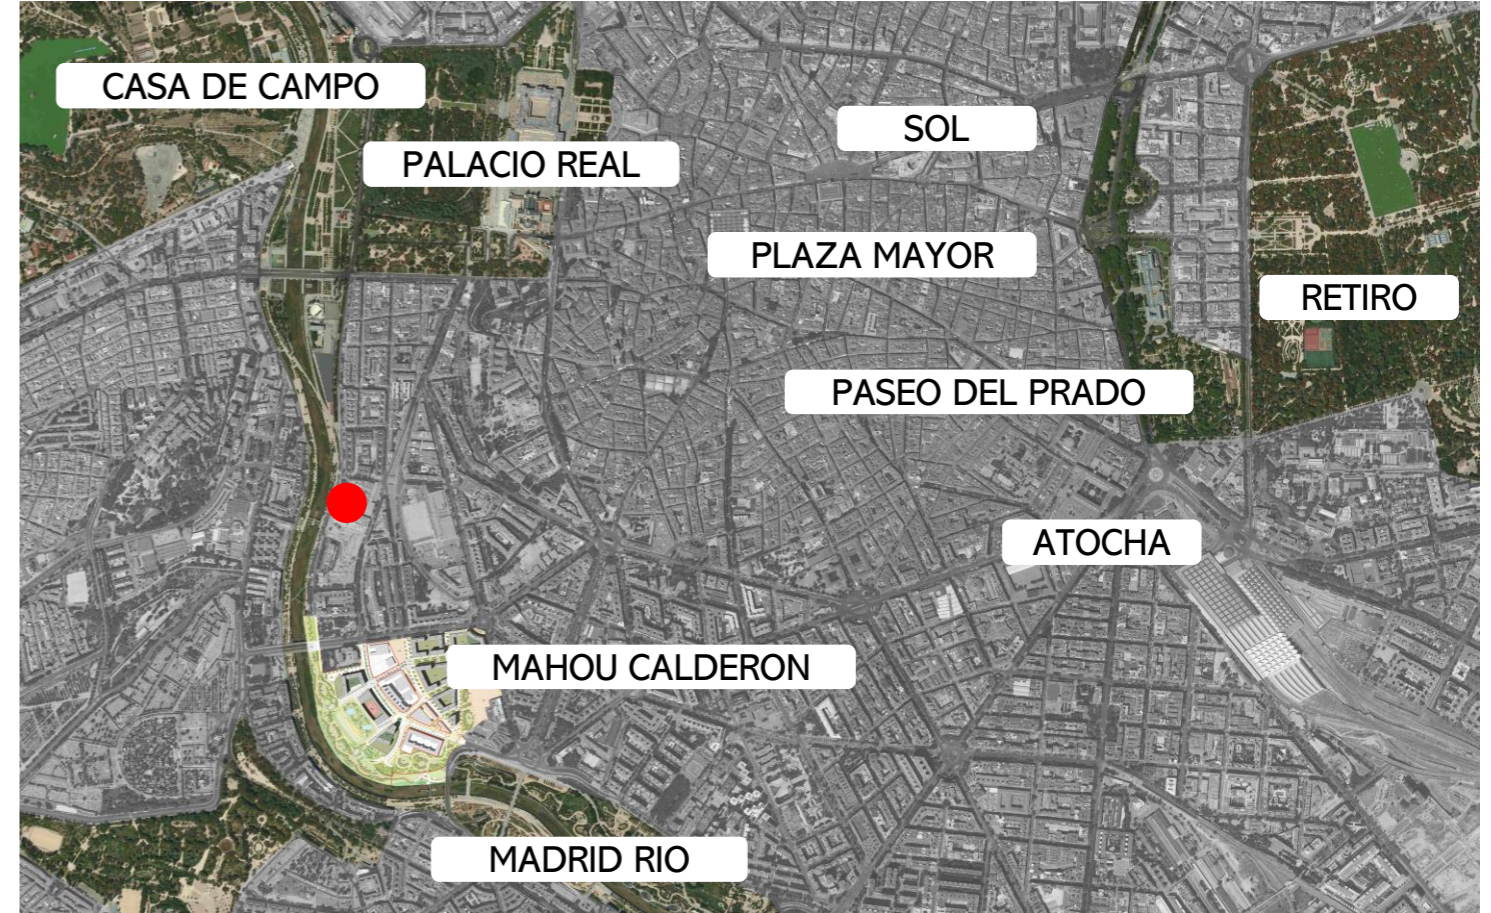 CASA DE CAMPO
SOL
PALACIO REAL
PLAZA MAYOR
RETIRO
PASEO DEL PRADO
ATOCHA
MAHOU CALDERON
MADRID RIO